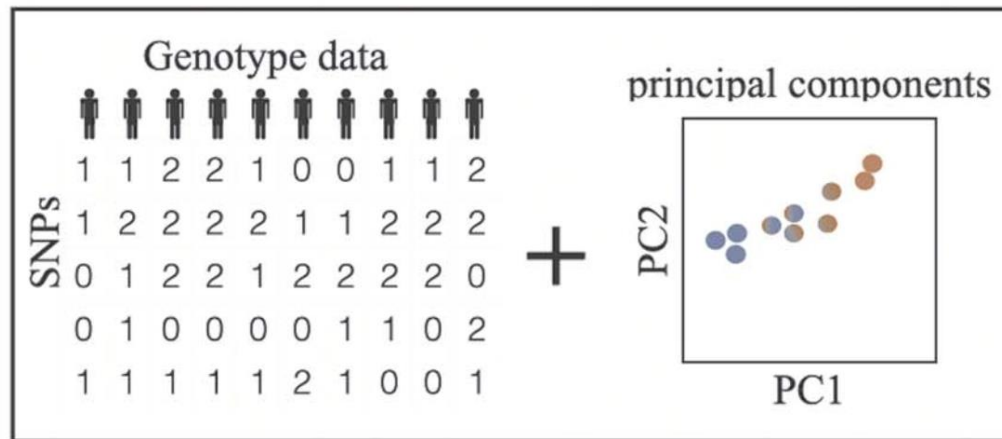 Genotype data
principal components
SNPs
1 1 2 2 1 0 0 1 1 2
1 2 2 2 2 1 1 2 2 2
0 1 2 2 1 2 2 2 2 0
0 1 0 0 0 0 1 1 0 2
1 1 1 1 1 2 1 0 0 1
+
PC2
PC1